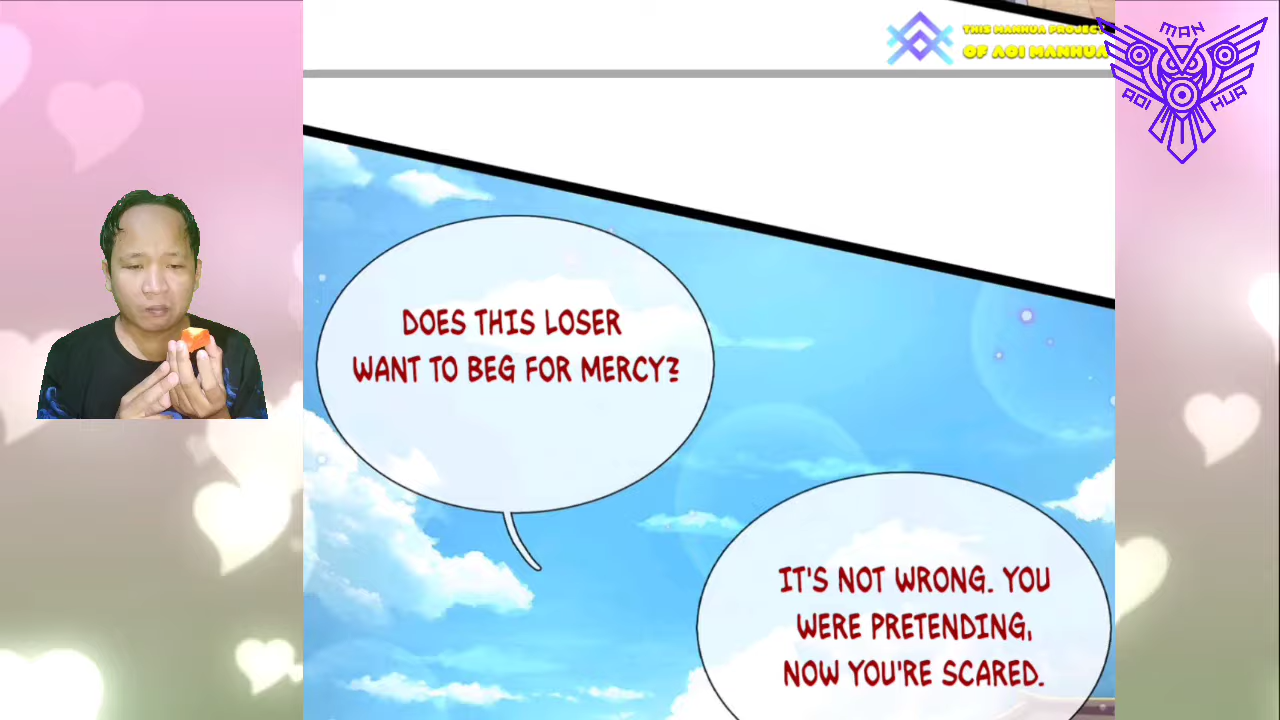 THIS MANHUA PROJECT
OF AOI MANHUA
MAN
AOI HUA
DOES THIS LOSER
WANT TO BEG FOR MERCY?
IT'S NOT WRONG. YOU
WERE PRETENDING,
NOW YOU'RE SCARED.